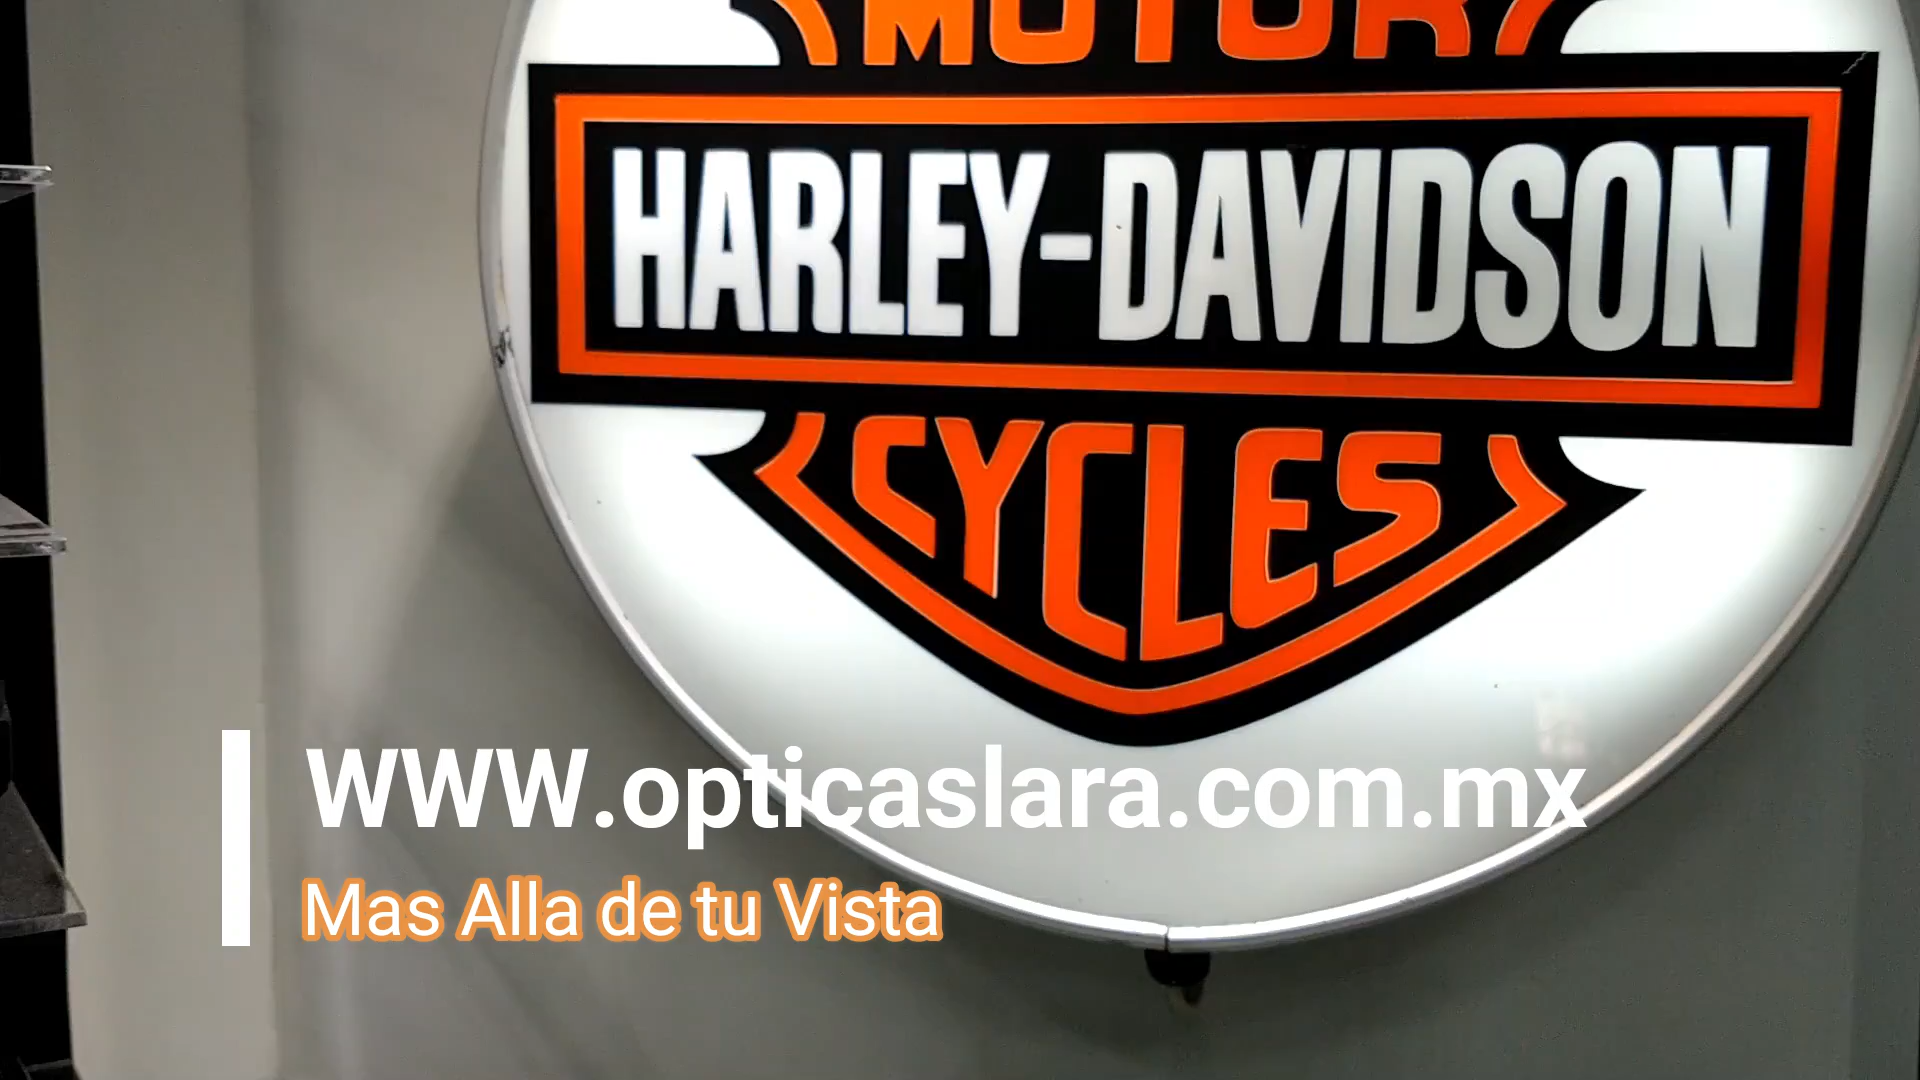 MOTOR
HARLEY-DAVIDSON
CYCLES
WWW.opticaslara.com.mx
Mas Alla de tu Vista